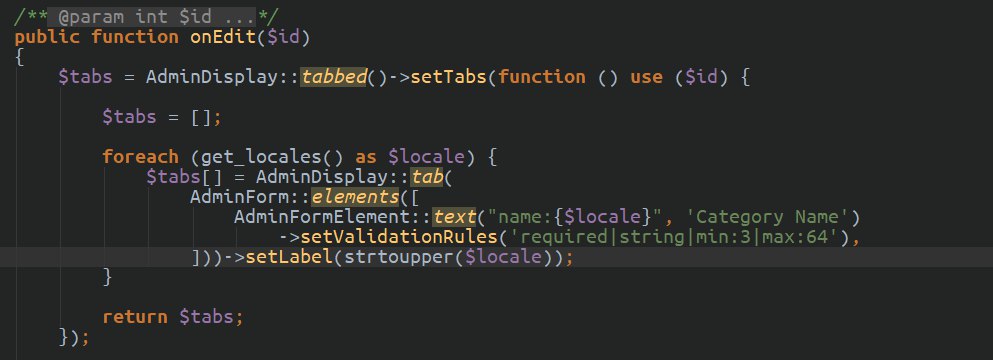 /** @param int $id ...*/
public function onEdit($id)
{
    $tabs = AdminDisplay::tabbed()->setTabs(function () use ($id) {

        $tabs = [];

        foreach (get_locales() as $locale) {
            $tabs[] = AdminDisplay::tab(
                AdminForm::elements([
                    AdminFormElement::text("name:{$locale}", 'Category Name')
                        ->setValidationRules('required|string|min:3|max:64'),
                ]))->setLabel(strtoupper($locale));
        }

        return $tabs;
    });